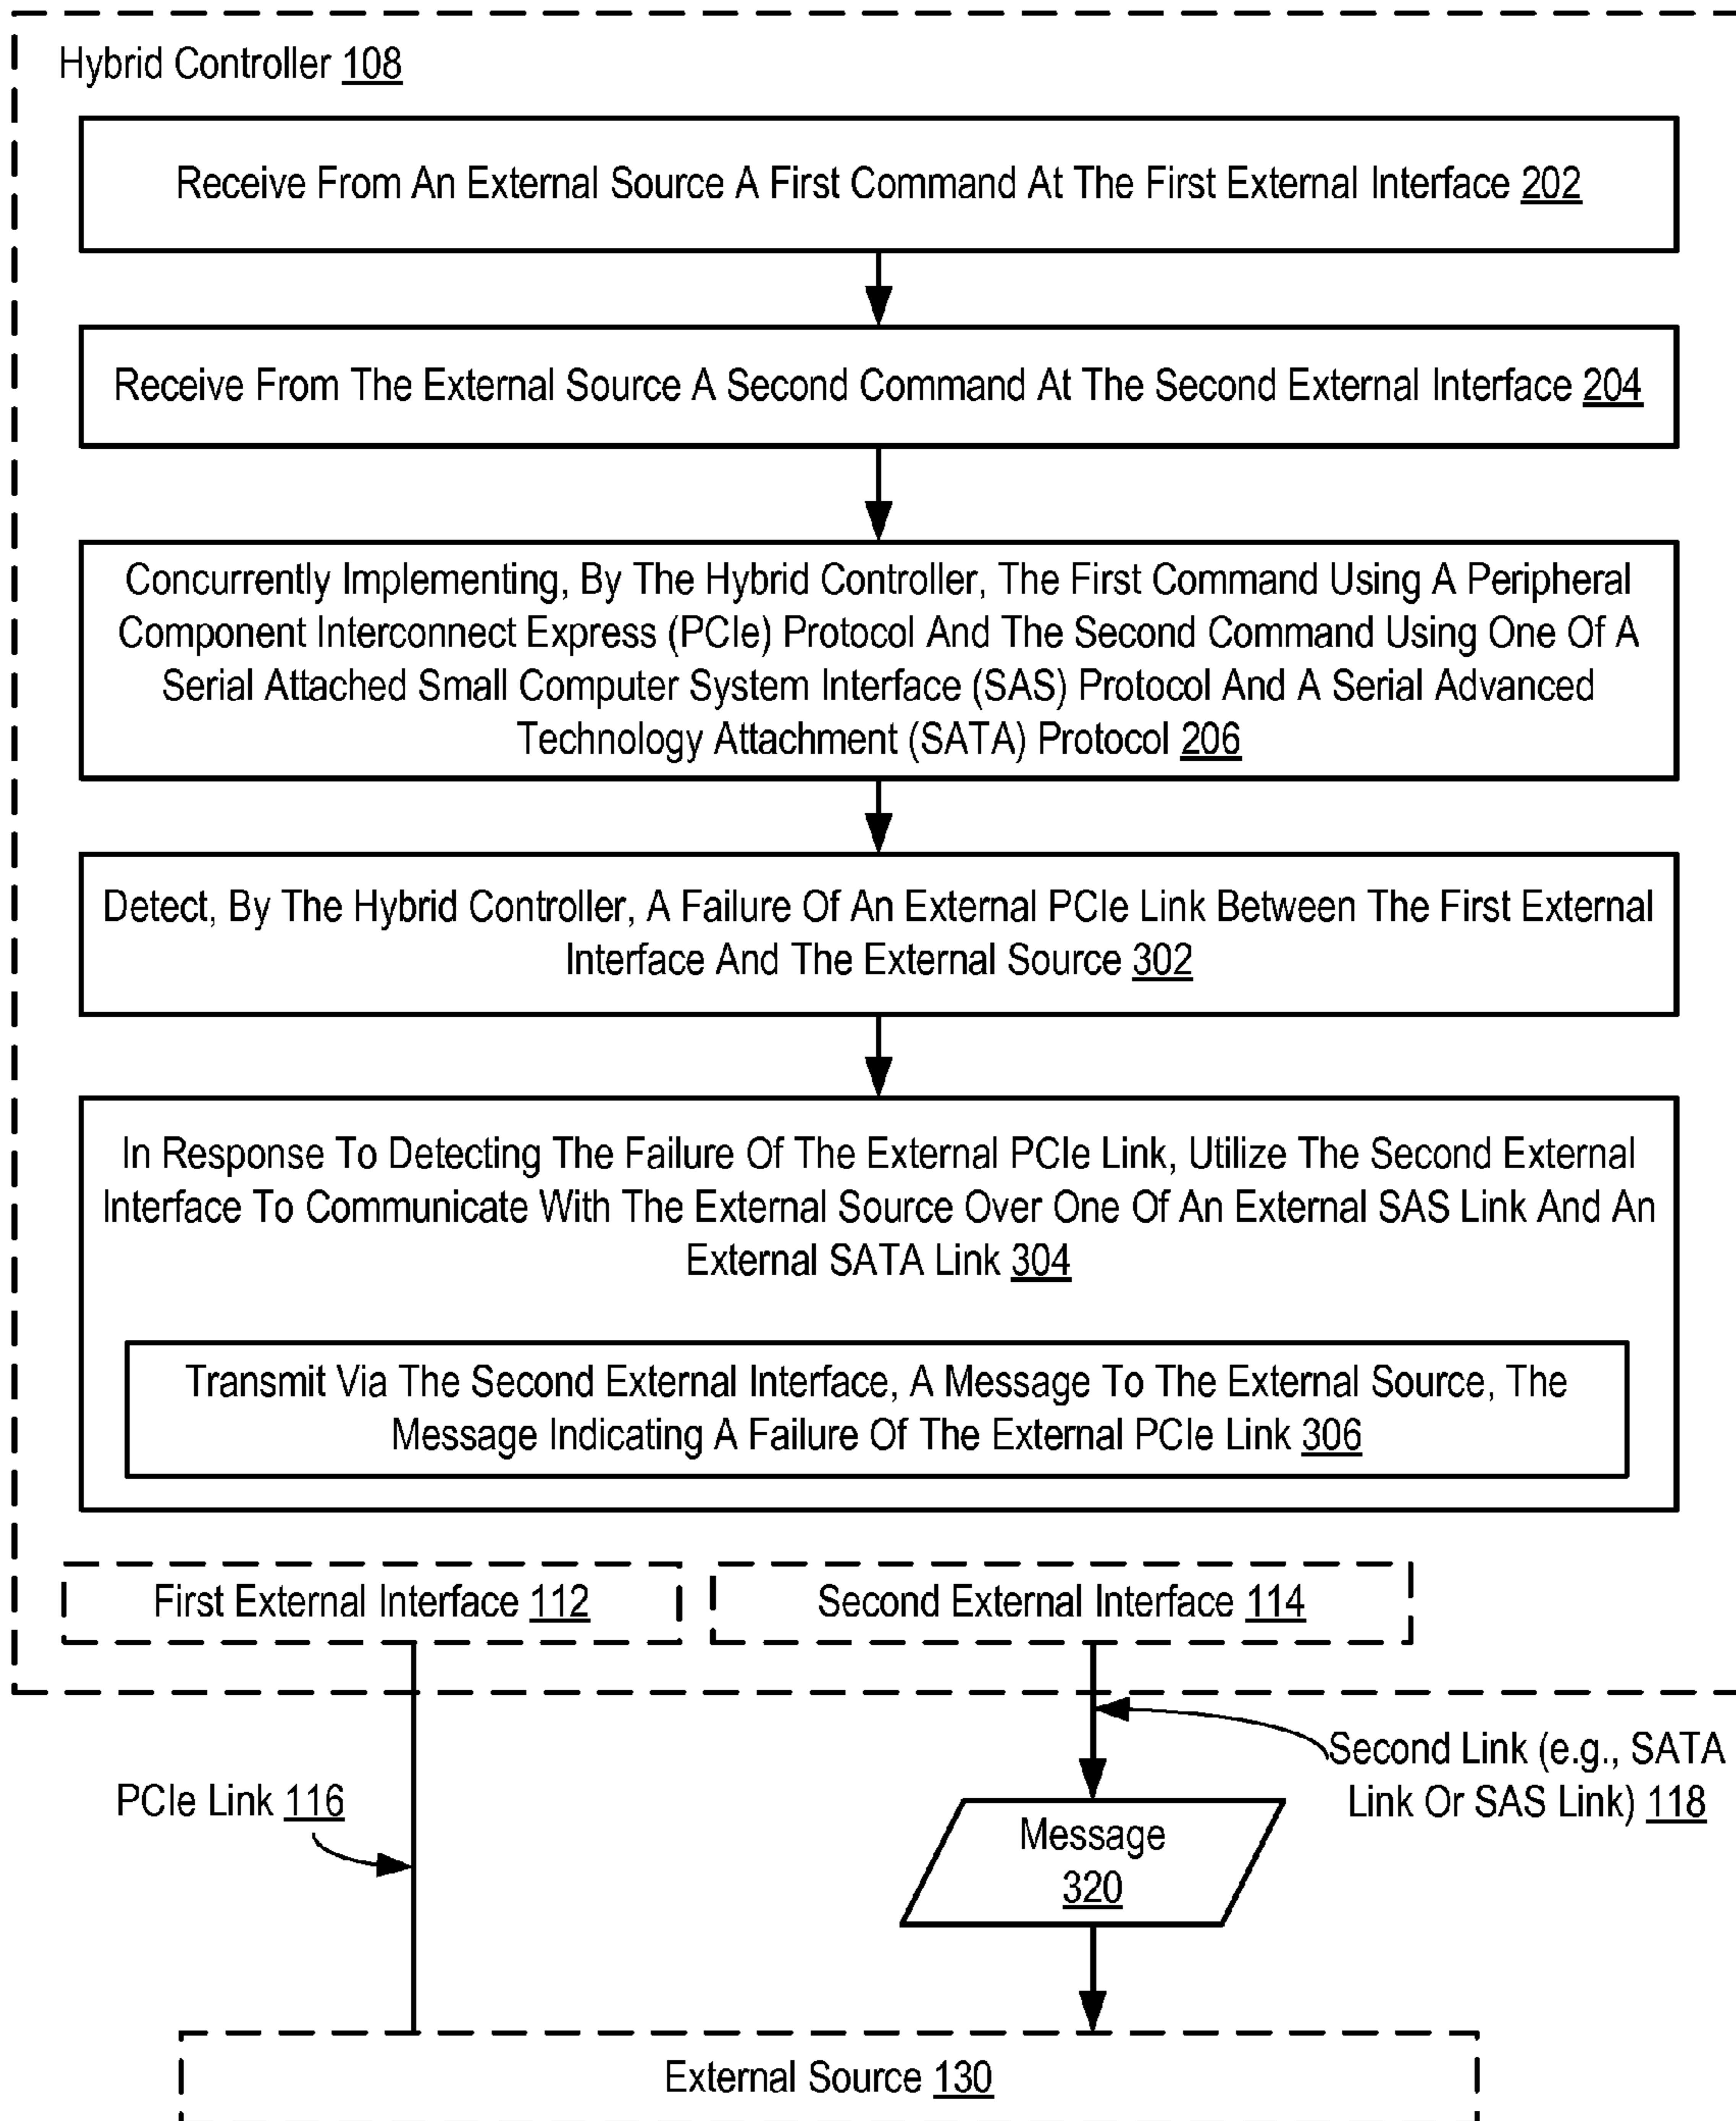 Hybrid Controller 108
Receive From An External Source A First Command At The First External Interface 202
Receive From The External Source A Second Command At The Second External Interface 204
Concurrently Implementing, By The Hybrid Controller, The First Command Using A Peripheral
Component Interconnect Express (PCIe) Protocol And The Second Command Using One Of A
Serial Attached Small Computer System Interface (SAS) Protocol And A Serial Advanced
Technology Attachment (SATA) Protocol 206
Detect, By The Hybrid Controller, A Failure Of An External PCIe Link Between The First External
Interface And The External Source 302
In Response To Detecting The Failure Of The External PCIe Link, Utilize The Second External
Interface To Communicate With The External Source Over One Of An External SAS Link And An
External SATA Link 304
Transmit Via The Second External Interface, A Message To The External Source, The
Message Indicating A Failure Of The External PCIe Link 306
First External Interface 112
Second External Interface 114
Second Link (e.g., SATA
Link Or SAS Link) 118
PCIe Link 116
Message
320
External Source 130